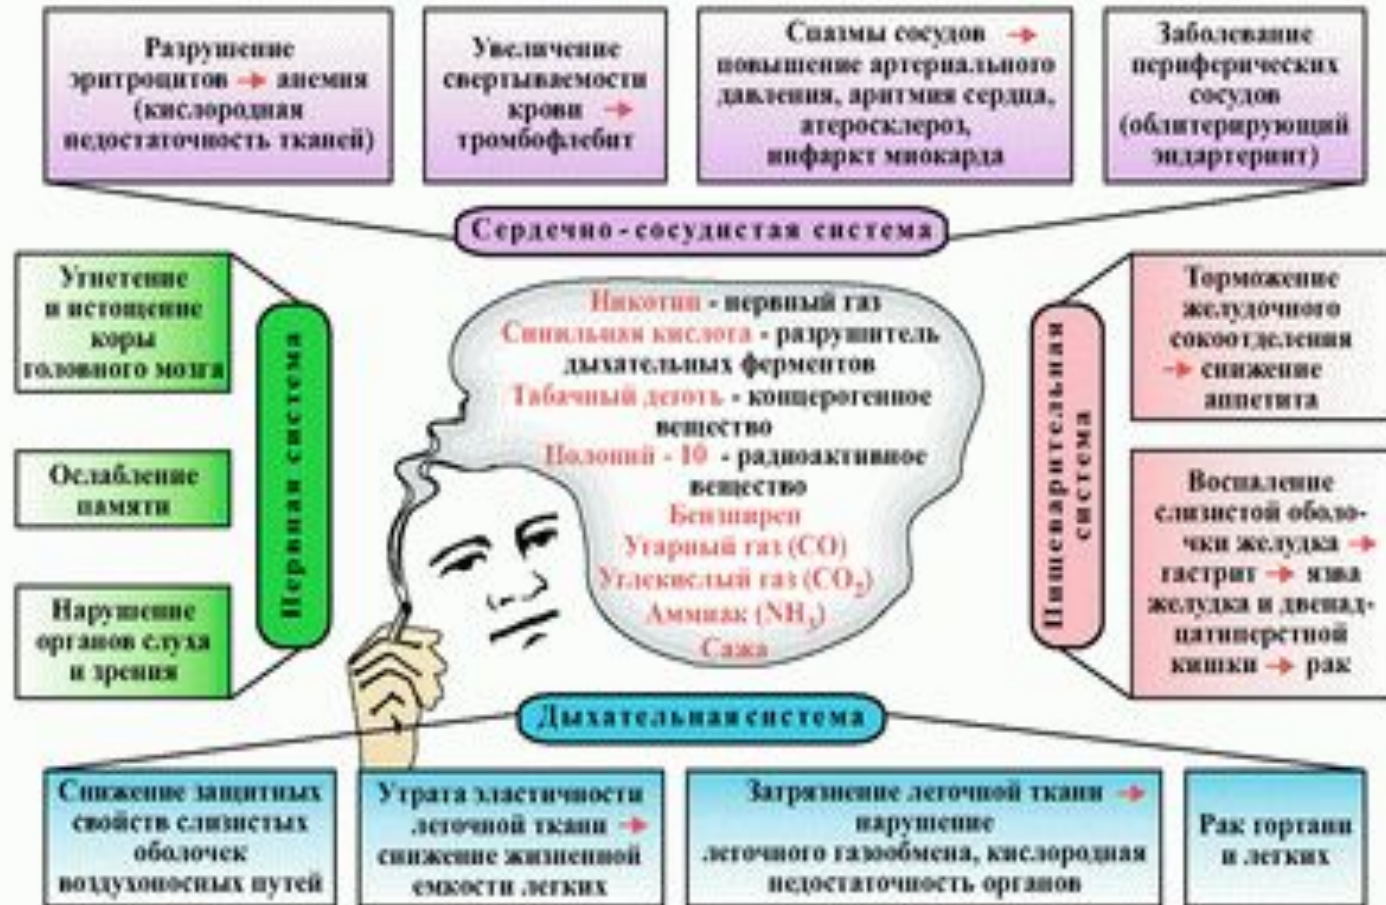 Разрушение
эритроцитов → анемия
(кислородная
недостаточность тканей)
Увеличение
свертываемости
крови →
тромбофлебит
Спазмы сосудов →
повышение артериального
давления, аритмия сердца,
атеросклероз,
инфаркт миокарда
Заболевание
периферических
сосудов
(облитерирующий
эндартериит)
Сердечно-сосудистая система
Угнетение
и истощение
коры
головного мозга
Ослабление
памяти
Нарушение
органов слуха
и зрения
Нервная система
Никотин - нервный газ
Синильная кислота - разрушитель
дыхательных ферментов
Табачный деготь - концерогенное
вещество
Полоний - 10 - радиоактивное
вещество
Бензпирен
Угарный газ (CO)
Углекислый газ (CO₂)
Аммиак (NH₃)
Сажа
Пищеварительная
система
Торможение
желудочного
сокоотделения
→ снижение
аппетита
Воспаление
слизистой оболо-
чки желудка →
гастрит → язва
желудка и двенад-
цатиперстной
кишки → рак
Дыхательная система
Снижение защитных
свойств слизистых
оболочек
воздухоносных путей
Утрата эластичности
легочной ткани →
снижение жизненной
емкости легких
Загрязнение легочной ткани →
нарушение
легочного газообмена, кислородная
недостаточность органов
Рак гортани
и легких